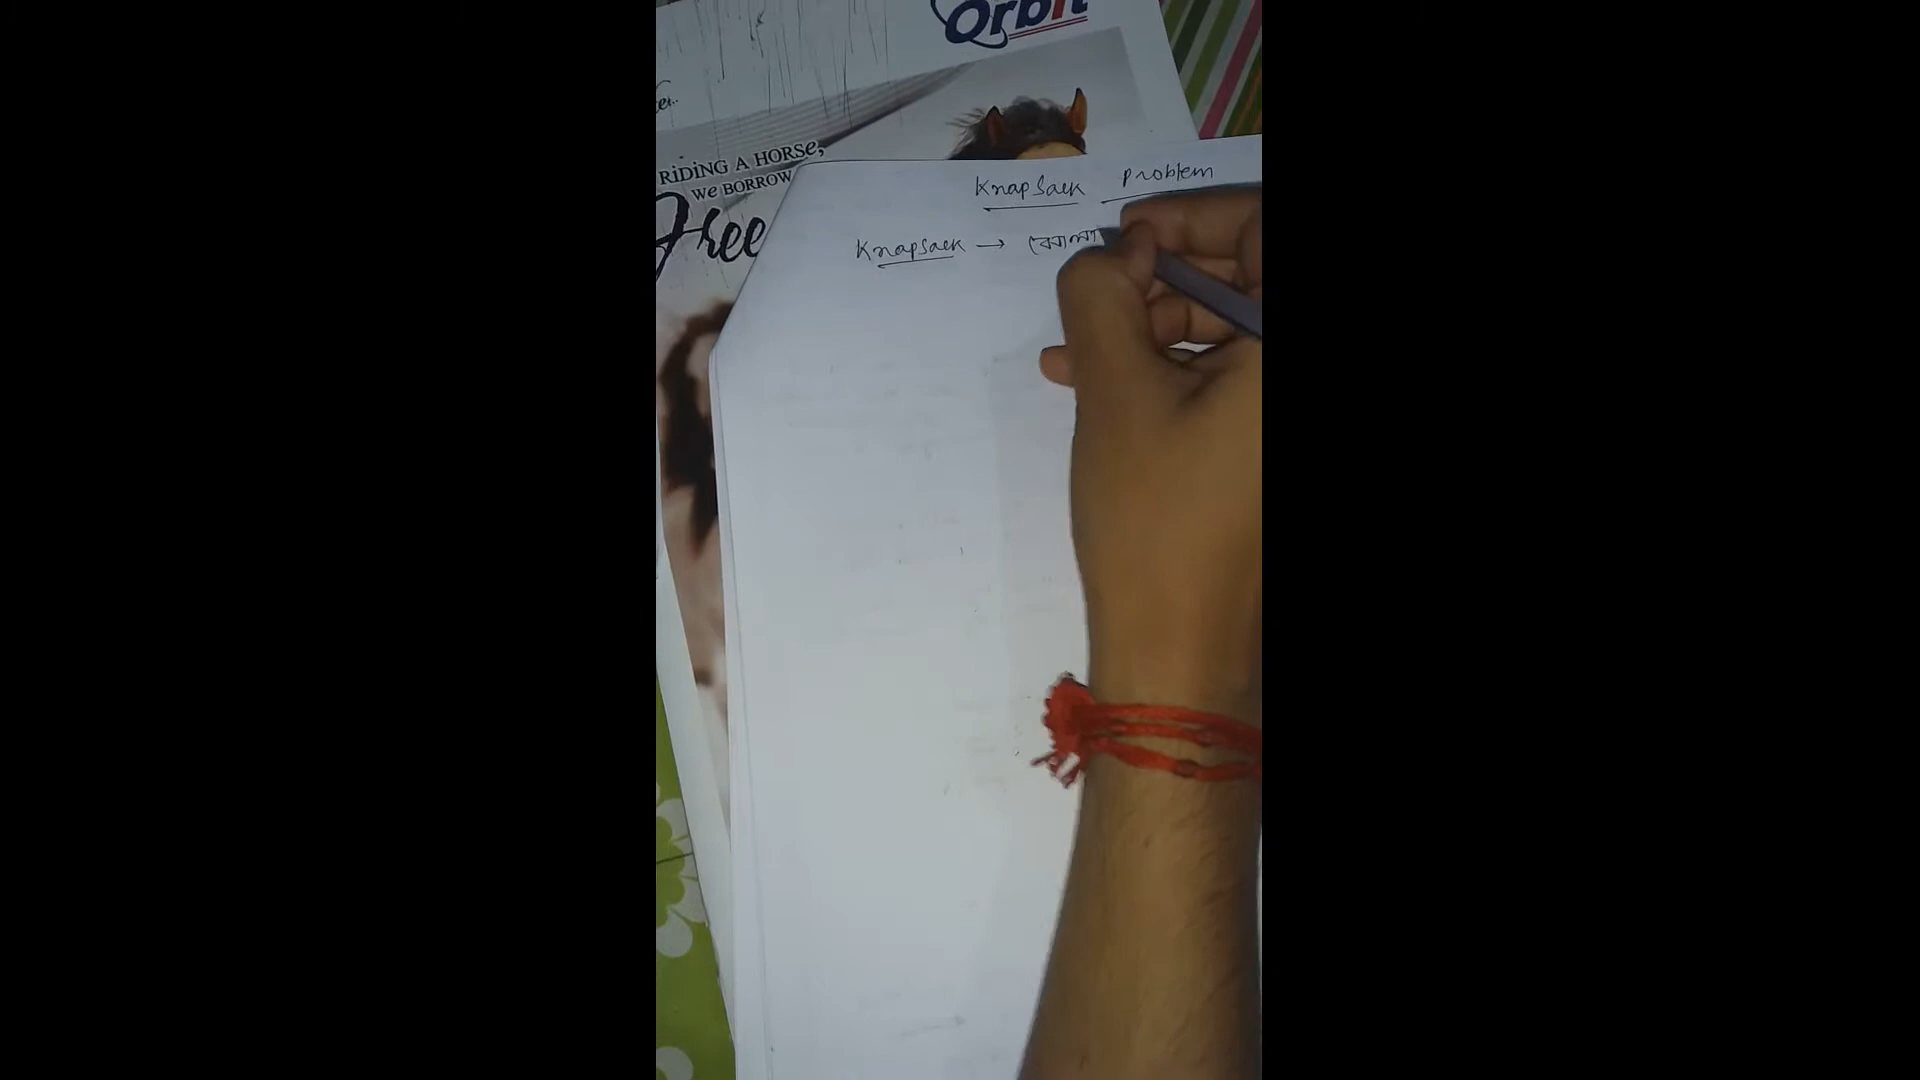 Orbit
RiDiNG A HORSe,
We BORROW
Free
KnapSack problem
KnapSack →